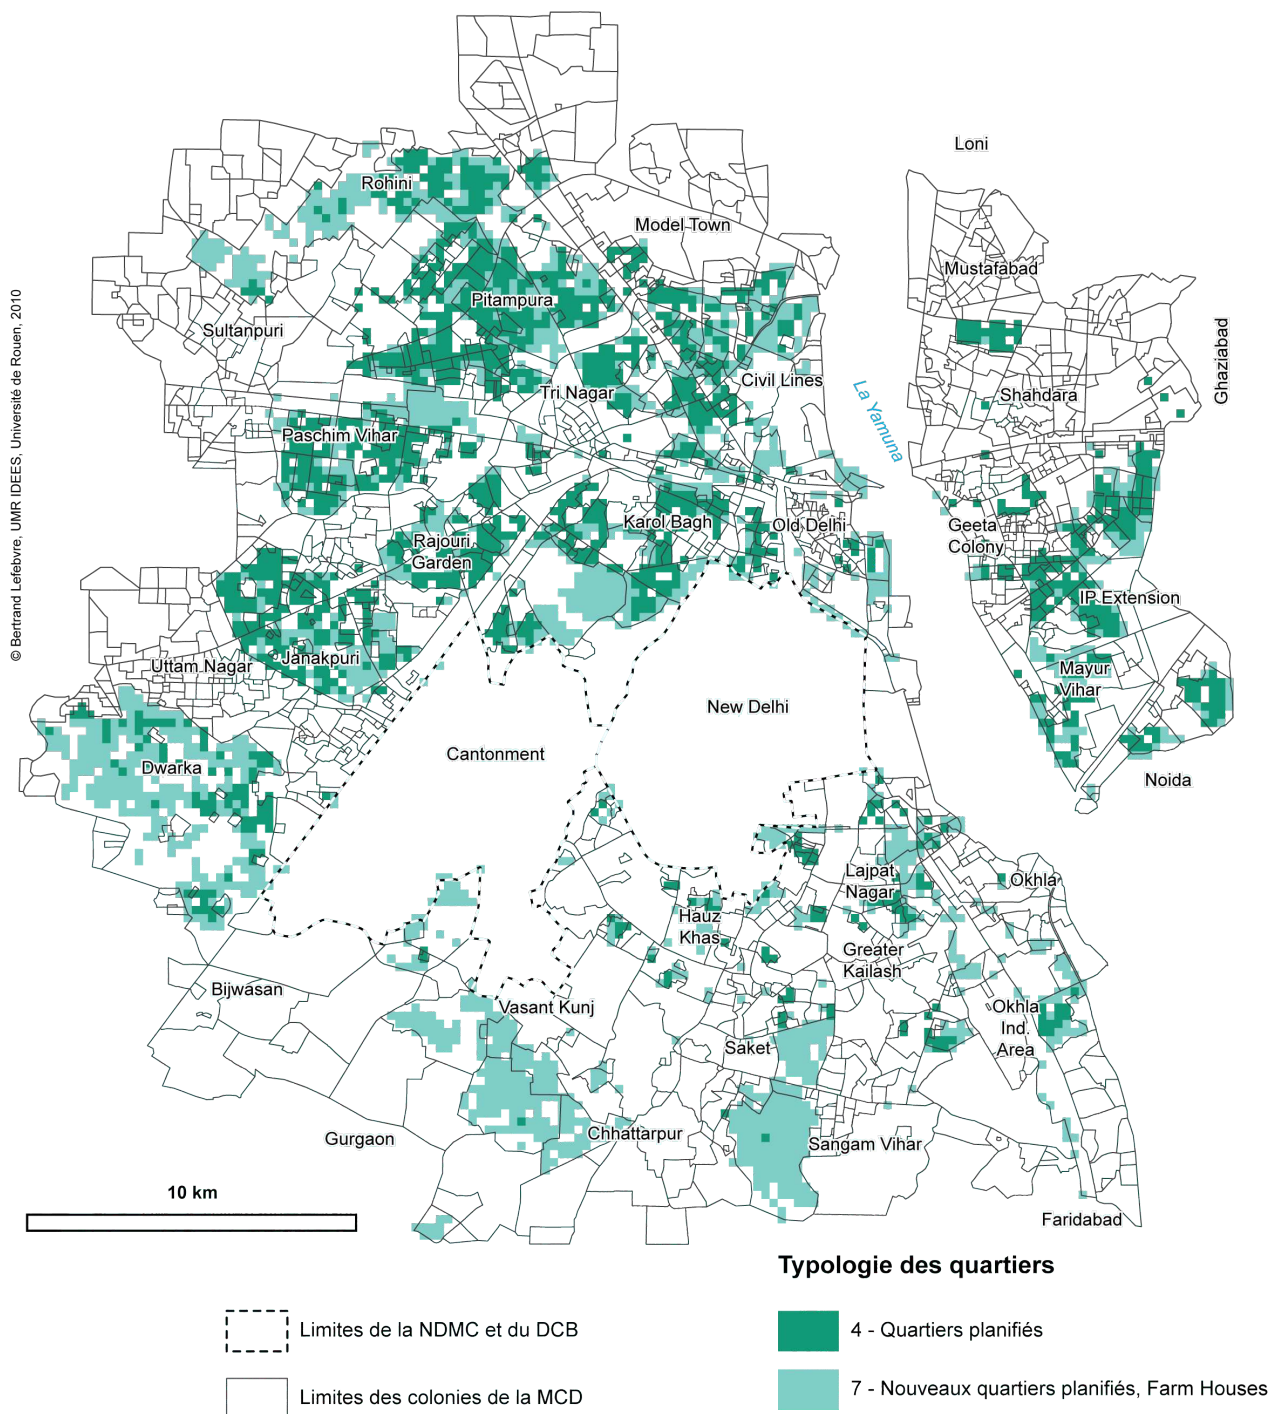 © Bertrand Lefebvre, UMR IDEES, Université de Rouen, 2010
Loni
Rohini
Model Town
Mustafabad
Pitampura
Sultanpuri
Ghaziabad
Civil Lines
Tri Nagar
Shahdara
La Yamuna
Paschim Vihar
Karol Bagh
Old Delhi
Geeta
Colony
Rajouri
Garden
IP Extension
Janakpuri
Uttam Nagar
Mayur
Vihar
New Delhi
Cantonment
Dwarka
Noida
Lajpat
Nagar
Okhla
Hauz
Khas
Greater
Kailash
Bijwasan
Vasant Kunj
Okhla
Ind.
Area
Saket
Gurgaon
Chhattarpur
Sangam Vihar
10 km
Faridabad
Typologie des quartiers
Limites de la NDMC et du DCB
4 - Quartiers planifiés
Limites des colonies de la MCD
7 - Nouveaux quartiers planifiés, Farm Houses